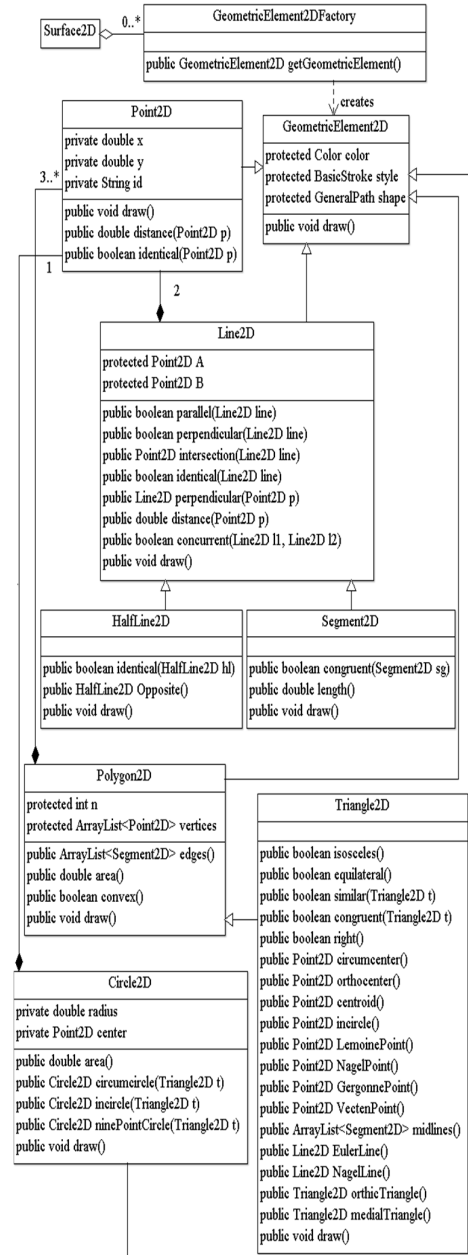 Surface2D
0..*
GeometricElement2DFactory
public GeometricElement2D getGeometricElement()
creates
Point2D
private double x
private double y
private String id
public void draw()
public double distance(Point2D p)
public boolean identical(Point2D p)
GeometricElement2D
protected Color color
protected BasicStroke style
protected GeneralPath shape
public void draw()
3..*
1
2
Line2D
protected Point2D A
protected Point2D B
public boolean parallel(Line2D line)
public boolean perpendicular(Line2D line)
public Point2D intersection(Line2D line)
public boolean identical(Line2D line)
public Line2D perpendicular(Point2D p)
public double distance(Point2D p)
public boolean concurrent(Line2D l1, Line2D l2)
public void draw()
HalfLine2D
public boolean identical(HalfLine2D hl)
public HalfLine2D Opposite()
public void draw()
Segment2D
public boolean congruent(Segment2D sg)
public double length()
public void draw()
Polygon2D
protected int n
protected ArrayList<Point2D> vertices
public ArrayList<Segment2D> edges()
public double area()
public boolean convex()
public void draw()
Triangle2D
public boolean isosceles()
public boolean equilateral()
public boolean similar(Triangle2D t)
public boolean congruent(Triangle2D t)
public boolean right()
public Point2D circumcenter()
public Point2D orthocenter()
public Point2D centroid()
public Point2D incircle()
public Point2D LemoinePoint()
public Point2D NagelPoint()
public Point2D GergonnePoint()
public Point2D VectenPoint()
public ArrayList<Segment2D> midlines()
public Line2D EulerLine()
public Line2D NagelLine()
public Triangle2D orthicTriangle()
public Triangle2D medialTriangle()
public void draw()
Circle2D
private double radius
private Point2D center
public double area()
public Circle2D circumcircle(Triangle2D t)
public Circle2D incircle(Triangle2D t)
public Circle2D ninePointCircle(Triangle2D t)
public void draw()